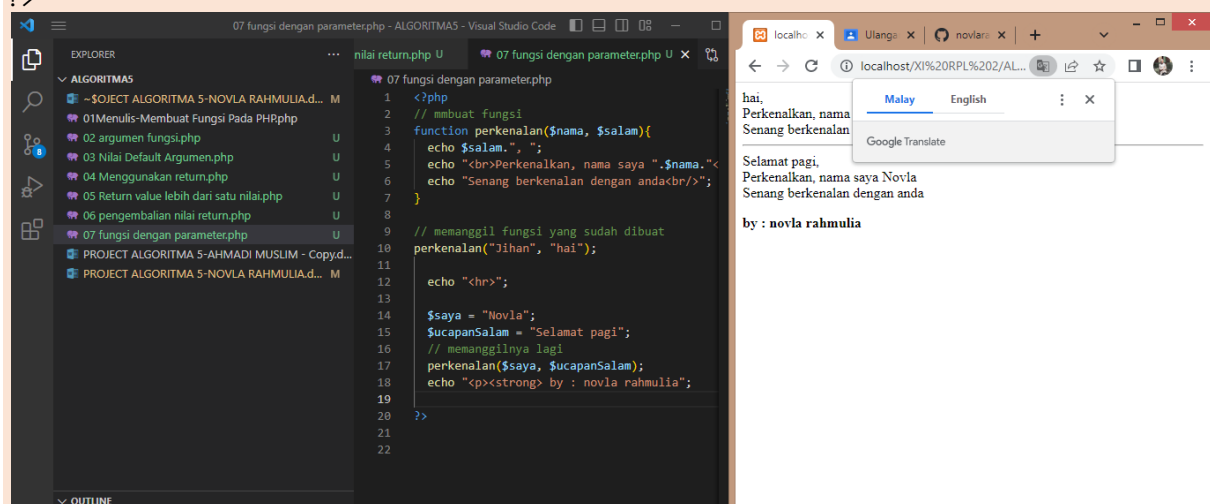 !>
07 fungsi dengan parameter.php - ALGORITMA5 - Visual Studio Code
EXPLORER
ALGORITMA5
~$OJECT ALGORITMA 5-NOVLA RAHMULIA.d... M
01Menulis-Membuat Fungsi Pada PHP.php
02 argumen fungsi.php U
03 Nilai Default Argumen.php U
04 Menggunakan return.php U
05 Return value lebih dari satu nilai.php U
06 pengembalian nilai return.php U
07 fungsi dengan parameter.php U
PROJECT ALGORITMA 5-AHMADI MUSLIM - Copy.d...
PROJECT ALGORITMA 5-NOVLA RAHMULIA.d... M
OUTLINE
8
nilai return.php U
07 fungsi dengan parameter.php U
07 fungsi dengan parameter.php
1 <?php
2 // mmbuat fungsi
3 function perkenalan($nama, $salam){
4 echo $salam.", ";
5 echo "<br>Perkenalkan, nama saya ".$nama."<
6 echo "Senang berkenalan dengan anda<br/>";
7 }
8
9 // memanggil fungsi yang sudah dibuat
10 perkenalan("Jihan", "hai");
11
12 echo "<hr>";
13
14 $saya = "Novla";
15 $ucapanSalam = "Selamat pagi";
16 // memanggilnya lagi
17 perkenalan($saya, $ucapanSalam);
18 echo "<p><strong> by : novla rahmulia";
19
20 ?>
21
22
localho
Ulanga
novlara
localhost/XI%20RPL%202/AL...
Malay English
Google Translate
hai,
Perkenalkan, nama
Senang berkenalan
Selamat pagi,
Perkenalkan, nama saya Novla
Senang berkenalan dengan anda
by : novla rahmulia